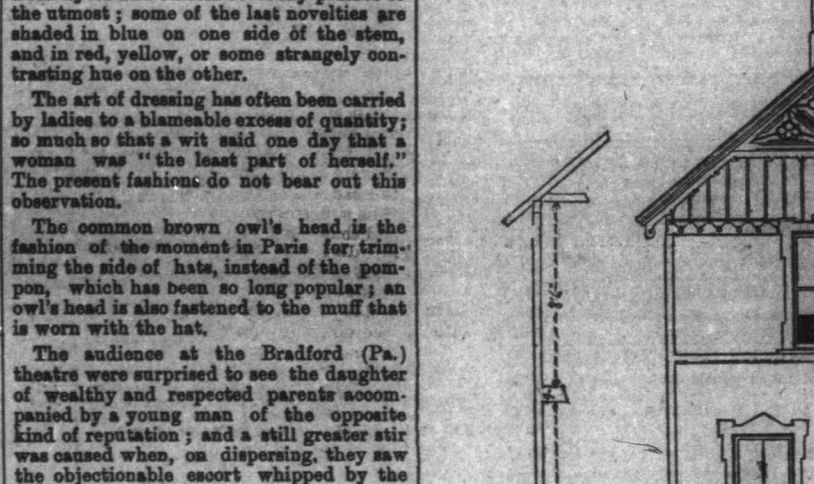 the utmost ; some of the last novelties are
shaded in blue on one side of the stem,
and in red, yellow, or some strangely con-
trasting hue on the other.
The art of dressing has often been carried
by ladies to a blameable excess of quantity;
so much so that a wit said one day that a
woman was " the least part of herself."
The present fashions do not bear out this
observation.
The common brown owl's head is the
fashion of the moment in Paris for trim-
ming the side of hats, instead of the pom-
pon, which has been so long popular ; an
owl's head is also fastened to the muff that
is worn with the hat.
The audience at the Bradford (Pa.)
theatre were surprised to see the daughter
of wealthy and respected parents accom-
panied by a young man of the opposite
kind of reputation ; and a still greater stir
was caused when, on dispersing, they saw
the objectionable escort whipped by the